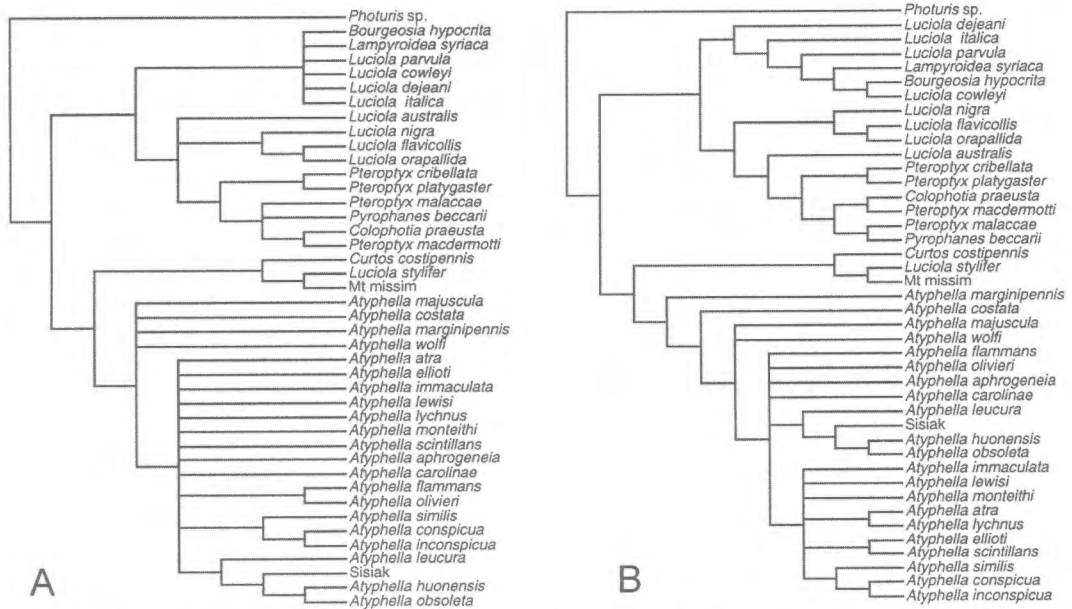 Photuris sp.
Bourgeosia hypocrita
Lampyroidea syriaca
Luciola parvula
Luciola cowleyi
Luciola dejeani
Luciola italica
Luciola australis
Luciola nigra
Luciola flavicollis
Luciola orapallida
Pteroptyx cribellata
Pteroptyx platygaster
Pteroptyx malaccae
Pyrophanes beccarii
Colophotia praeusta
Pteroptyx macdermotti
Curtos costipennis
Luciola stylifer
Mt missim
Atyphella majuscula
Atyphella costata
Atyphella marginipennis
Atyphella wolfi
Atyphella atra
Atyphella ellioti
Atyphella immaculata
Atyphella lewisi
Atyphella lychnus
Atyphella monteithi
Atyphella scintillans
Atyphella aphrogeneia
Atyphella carolinae
Atyphella flammans
Atyphella olivieri
Atyphella similis
Atyphella conspicua
Atyphella inconspicua
Atyphella leucura
Sisiak
Atyphella huonensis
Atyphella obsoleta
A
Photuris sp.
Luciola dejeani
Luciola italica
Luciola parvula
Lampyroidea syriaca
Bourgeosia hypocrita
Luciola cowleyi
Luciola nigra
Luciola flavicollis
Luciola orapallida
Luciola australis
Pteroptyx cribellata
Pteroptyx platygaster
Colophotia praeusta
Pteroptyx macdermotti
Pteroptyx malaccae
Pyrophanes beccarii
Curtos costipennis
Luciola stylifer
Mt missim
Atyphella marginipennis
Atyphella costata
Atyphella majuscula
Atyphella wolfi
Atyphella flammans
Atyphella olivieri
Atyphella aphrogeneia
Atyphella carolinae
Atyphella leucura
Sisiak
Atyphella huonensis
Atyphella obsoleta
Atyphella immaculata
Atyphella lewisi
Atyphella monteithi
Atyphella atra
Atyphella lychnus
Atyphella ellioti
Atyphella scintillans
Atyphella similis
Atyphella conspicua
Atyphella inconspicua
B